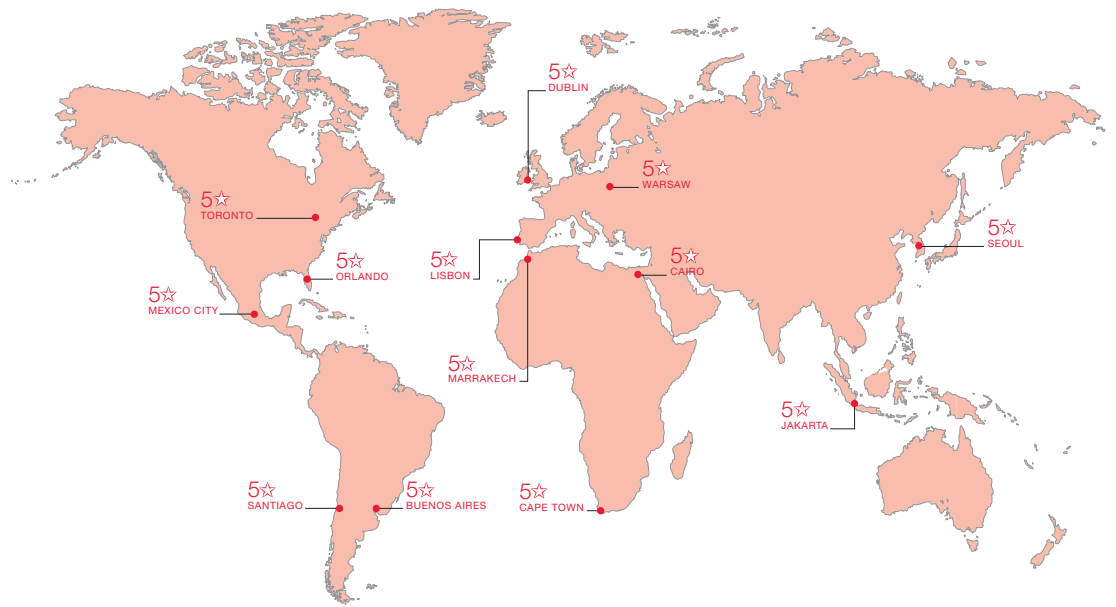 5☆
DUBLIN
5☆
WARSAW
5☆
TORONTO
5☆
SEOUL
5☆
ORLANDO
5☆
LISBON
5☆
CAIRO
5☆
MEXICO CITY
5☆
MARRAKECH
5☆
JAKARTA
5☆
SANTIAGO
5☆
BUENOS AIRES
5☆
CAPE TOWN